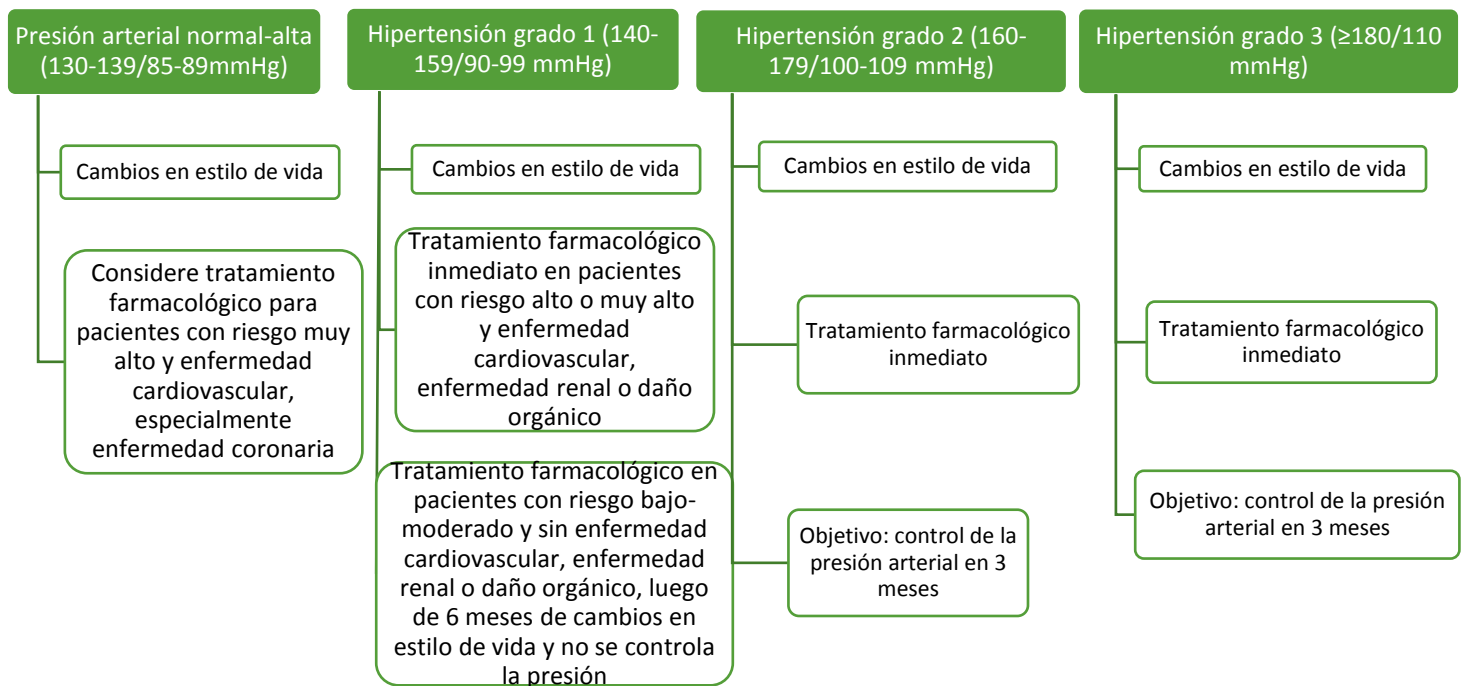 Presión arterial normal-alta
(130-139/85-89mmHg)
Cambios en estilo de vida
Considere tratamiento
farmacológico para
pacientes con riesgo muy
alto y enfermedad
cardiovascular,
especialmente
enfermedad coronaria
Hipertensión grado 1 (140-
159/90-99 mmHg)
Cambios en estilo de vida
Tratamiento farmacológico
inmediato en pacientes
con riesgo alto o muy alto
y enfermedad
cardiovascular,
enfermedad renal o daño
orgánico
Tratamiento farmacológico en
pacientes con riesgo bajo-
moderado y sin enfermedad
cardiovascular, enfermedad
renal o daño orgánico, luego
de 6 meses de cambios en
estilo de vida y no se controla
la presión
Hipertensión grado 2 (160-
179/100-109 mmHg)
Cambios en estilo de vida
Tratamiento farmacológico
inmediato
Objetivo: control de la
presión arterial en 3
meses
Hipertensión grado 3 (≥180/110
mmHg)
Cambios en estilo de vida
Tratamiento farmacológico
inmediato
Objetivo: control de la presión
arterial en 3 meses